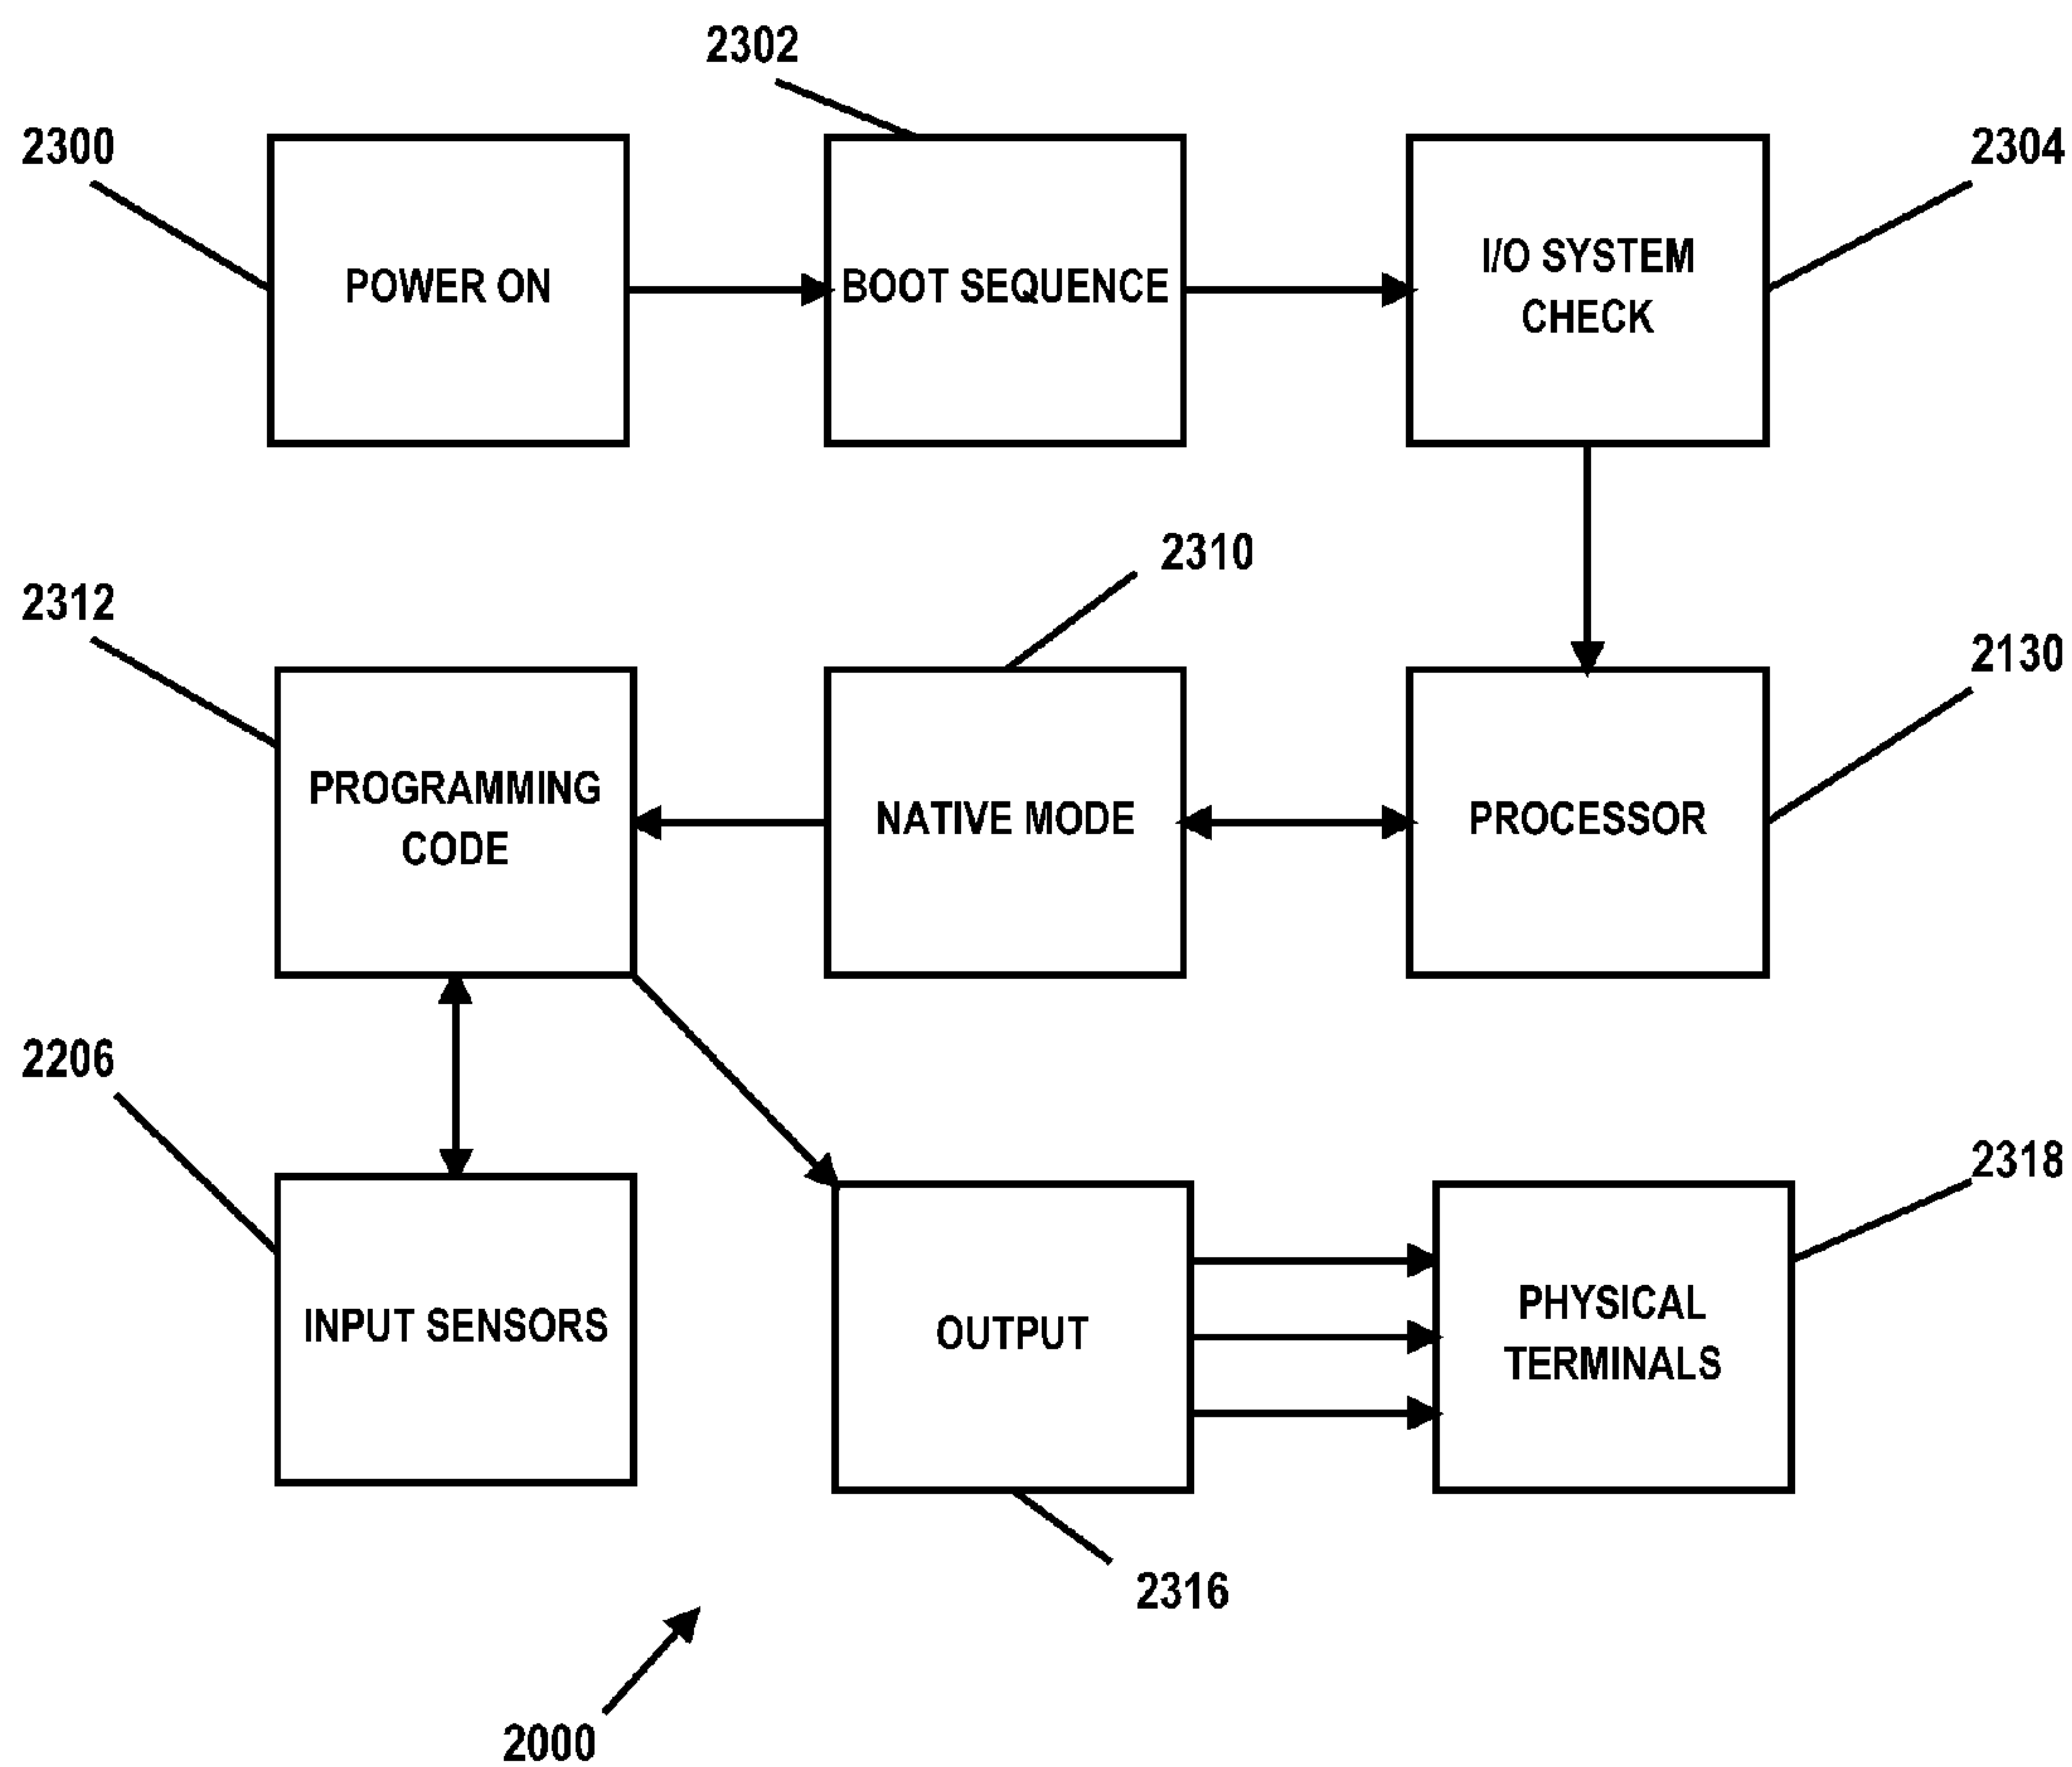 2302
2300
2304
POWER ON
BOOT SEQUENCE
I/O SYSTEM
CHECK
2310
2312
2130
PROGRAMMING
CODE
NATIVE MODE
PROCESSOR
2206
2318
INPUT SENSORS
OUTPUT
PHYSICAL
TERMINALS
2316
2000